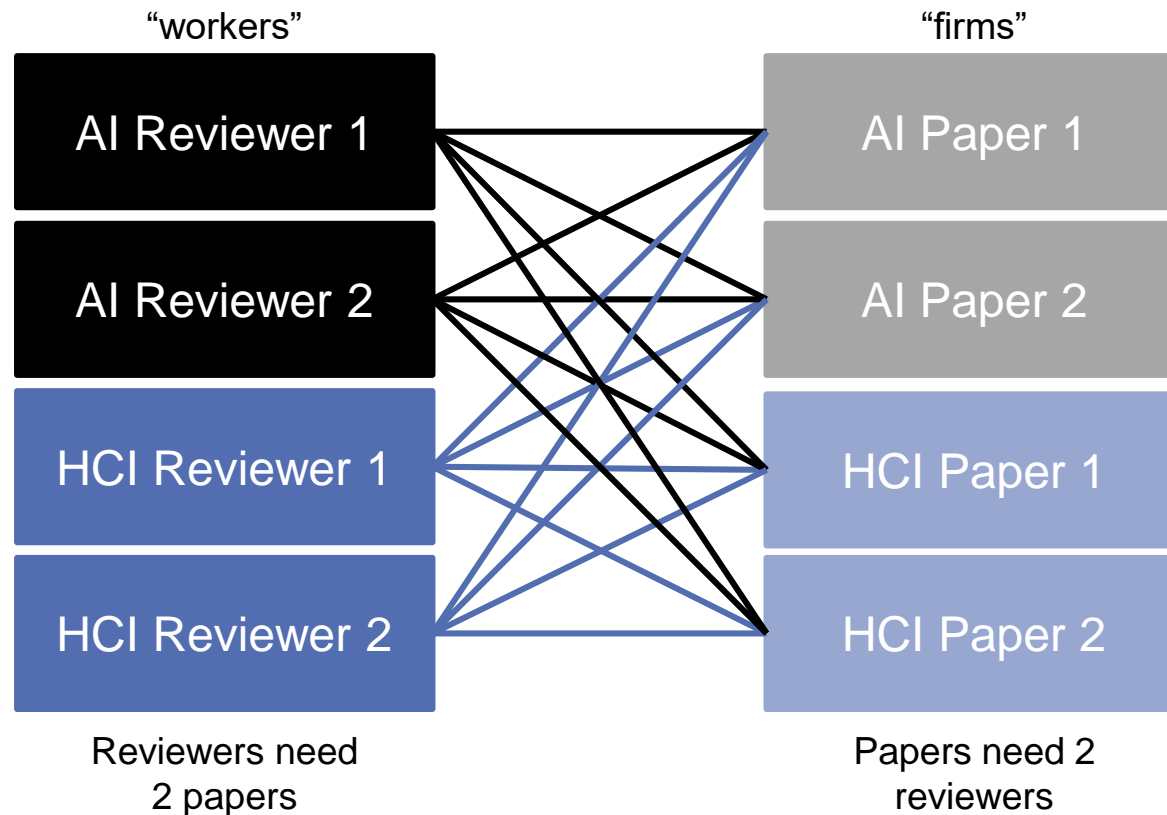 “workers”
“firms”
AI Reviewer 1
AI Paper 1
AI Reviewer 2
AI Paper 2
HCI Reviewer 1
HCI Paper 1
HCI Reviewer 2
HCI Paper 2
Reviewers need
2 papers
Papers need 2
reviewers